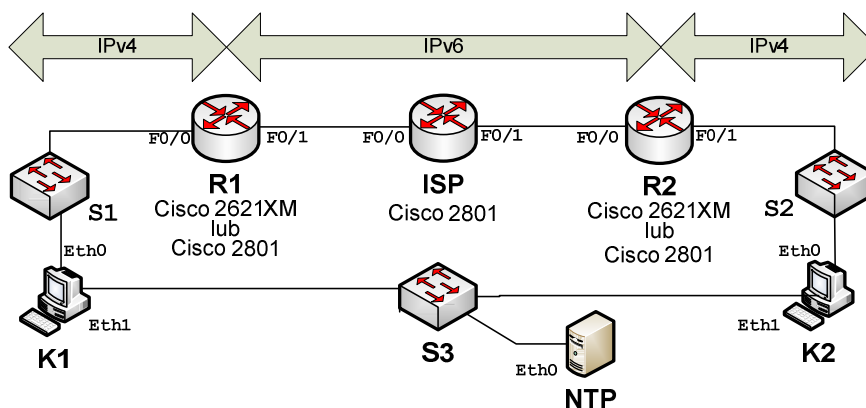 IPv4
IPv6
IPv4
F0/0
F0/1
F0/0
F0/1
F0/0
F0/1
R1
ISP
R2
Cisco 2621XM
lub
Cisco 2801
Cisco 2801
Cisco 2621XM
lub
Cisco 2801
S1
S2
Eth0
Eth0
Eth1
Eth1
K1
S3
K2
Eth0
NTP